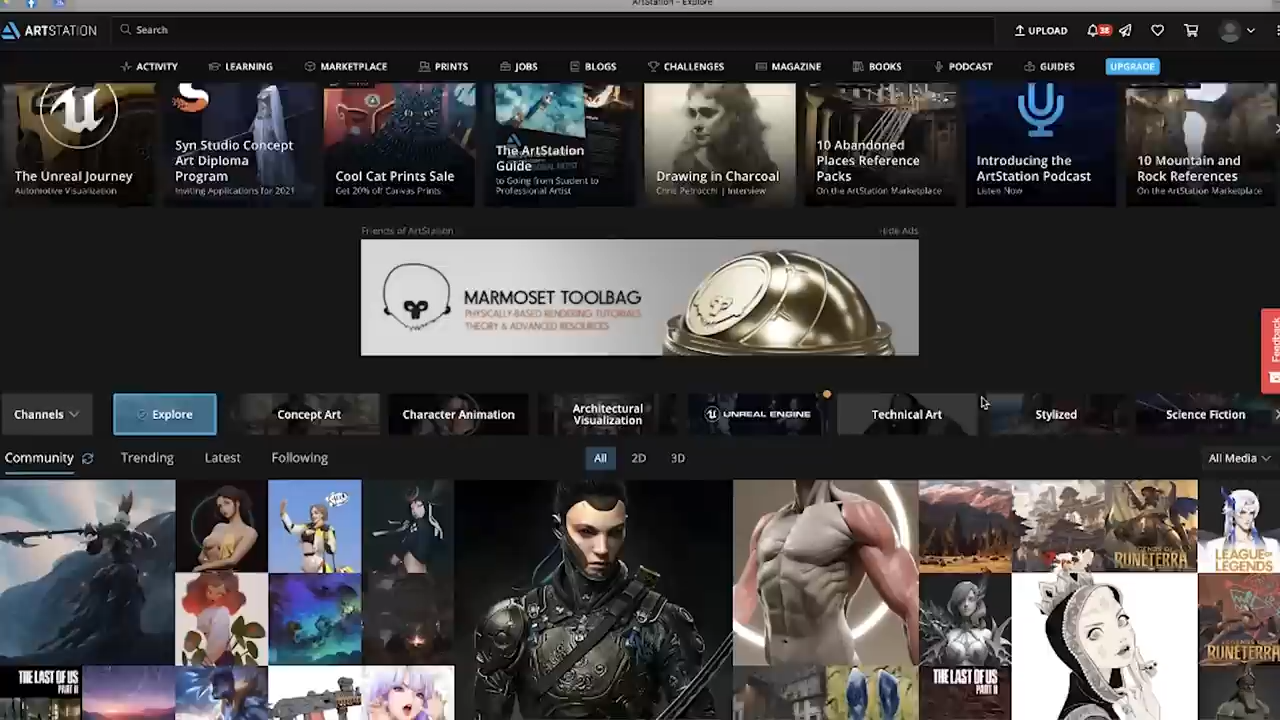 ArtStation - Explore
ARTSTATION
Search
UPLOAD
38
ACTIVITY
LEARNING
MARKETPLACE
PRINTS
JOBS
BLOGS
CHALLENGES
MAGAZINE
BOOKS
PODCAST
GUIDES
UPGRADE
The Unreal Journey
Automotive Visualization
Syn Studio Concept
Art Diploma
Program
Inviting Applications for 2021
Cool Cat Prints Sale
Get 20% off Canvas Prints
The ArtStation
Guide
to Going from Student to
Professional Artist
Drawing in Charcoal
Chris Petrocchi | Interview
10 Abandoned
Places Reference
Packs
On the ArtStation Marketplace
Introducing the
ArtStation Podcast
Listen Now
10 Mountain and
Rock References
On the ArtStation Marketplace
Friends of ArtStation
Hide Ads
MARMOSET TOOLBAG
PHYSICALLY-BASED RENDERING TUTORIALS
THEORY & ADVANCED RESOURCES
Feedback
Channels
Explore
Concept Art
Character Animation
Architectural
Visualization
UNREAL ENGINE
Technical Art
Stylized
Science Fiction
Community
Trending
Latest
Following
All
2D
3D
All Media
LEGENDS OF
RUNETERRA
LEAGUE OF
LEGENDS
LEGENDS OF
RUNETERRA
THE LAST OF US
PART II
THE LAST OF US
PART II